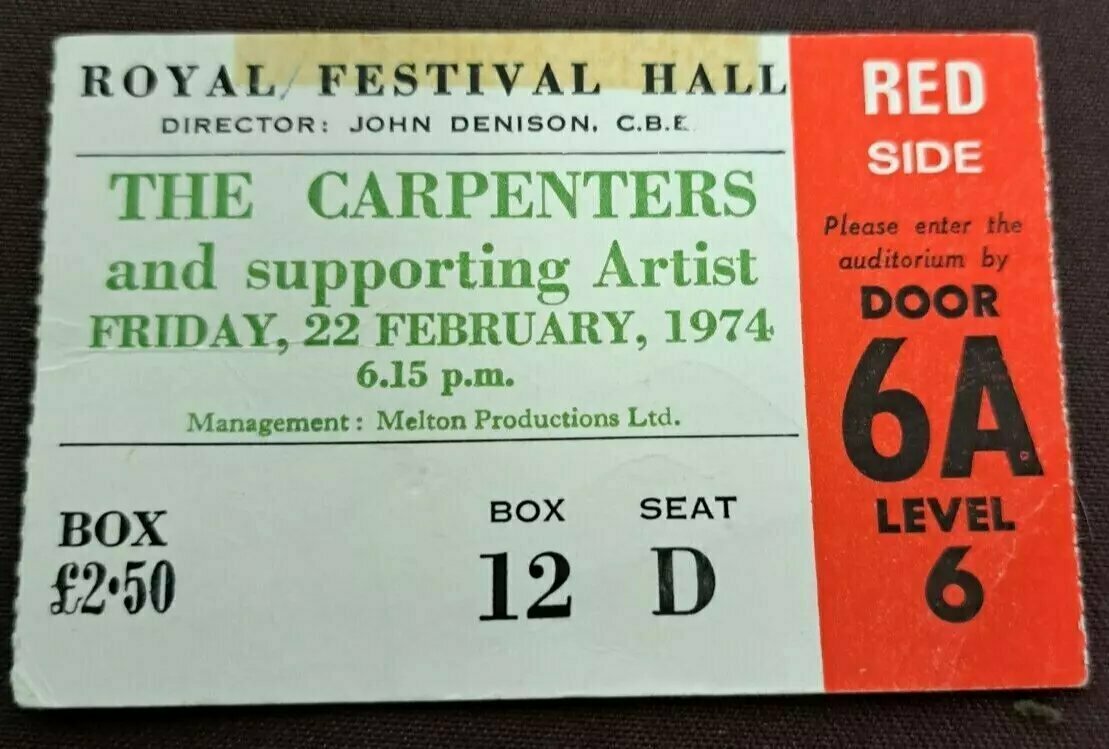 ROYAL FESTIVAL HALL
DIRECTOR: JOHN DENISON, C.B.E
THE CARPENTERS
and supporting Artist
FRIDAY, 22 FEBRUARY, 1974
6.15 p.m.
Management: Melton Productions Ltd.
BOX
£2·50
BOX SEAT
12 D
RED
SIDE
Please enter the
auditorium by
DOOR
6A
LEVEL
6